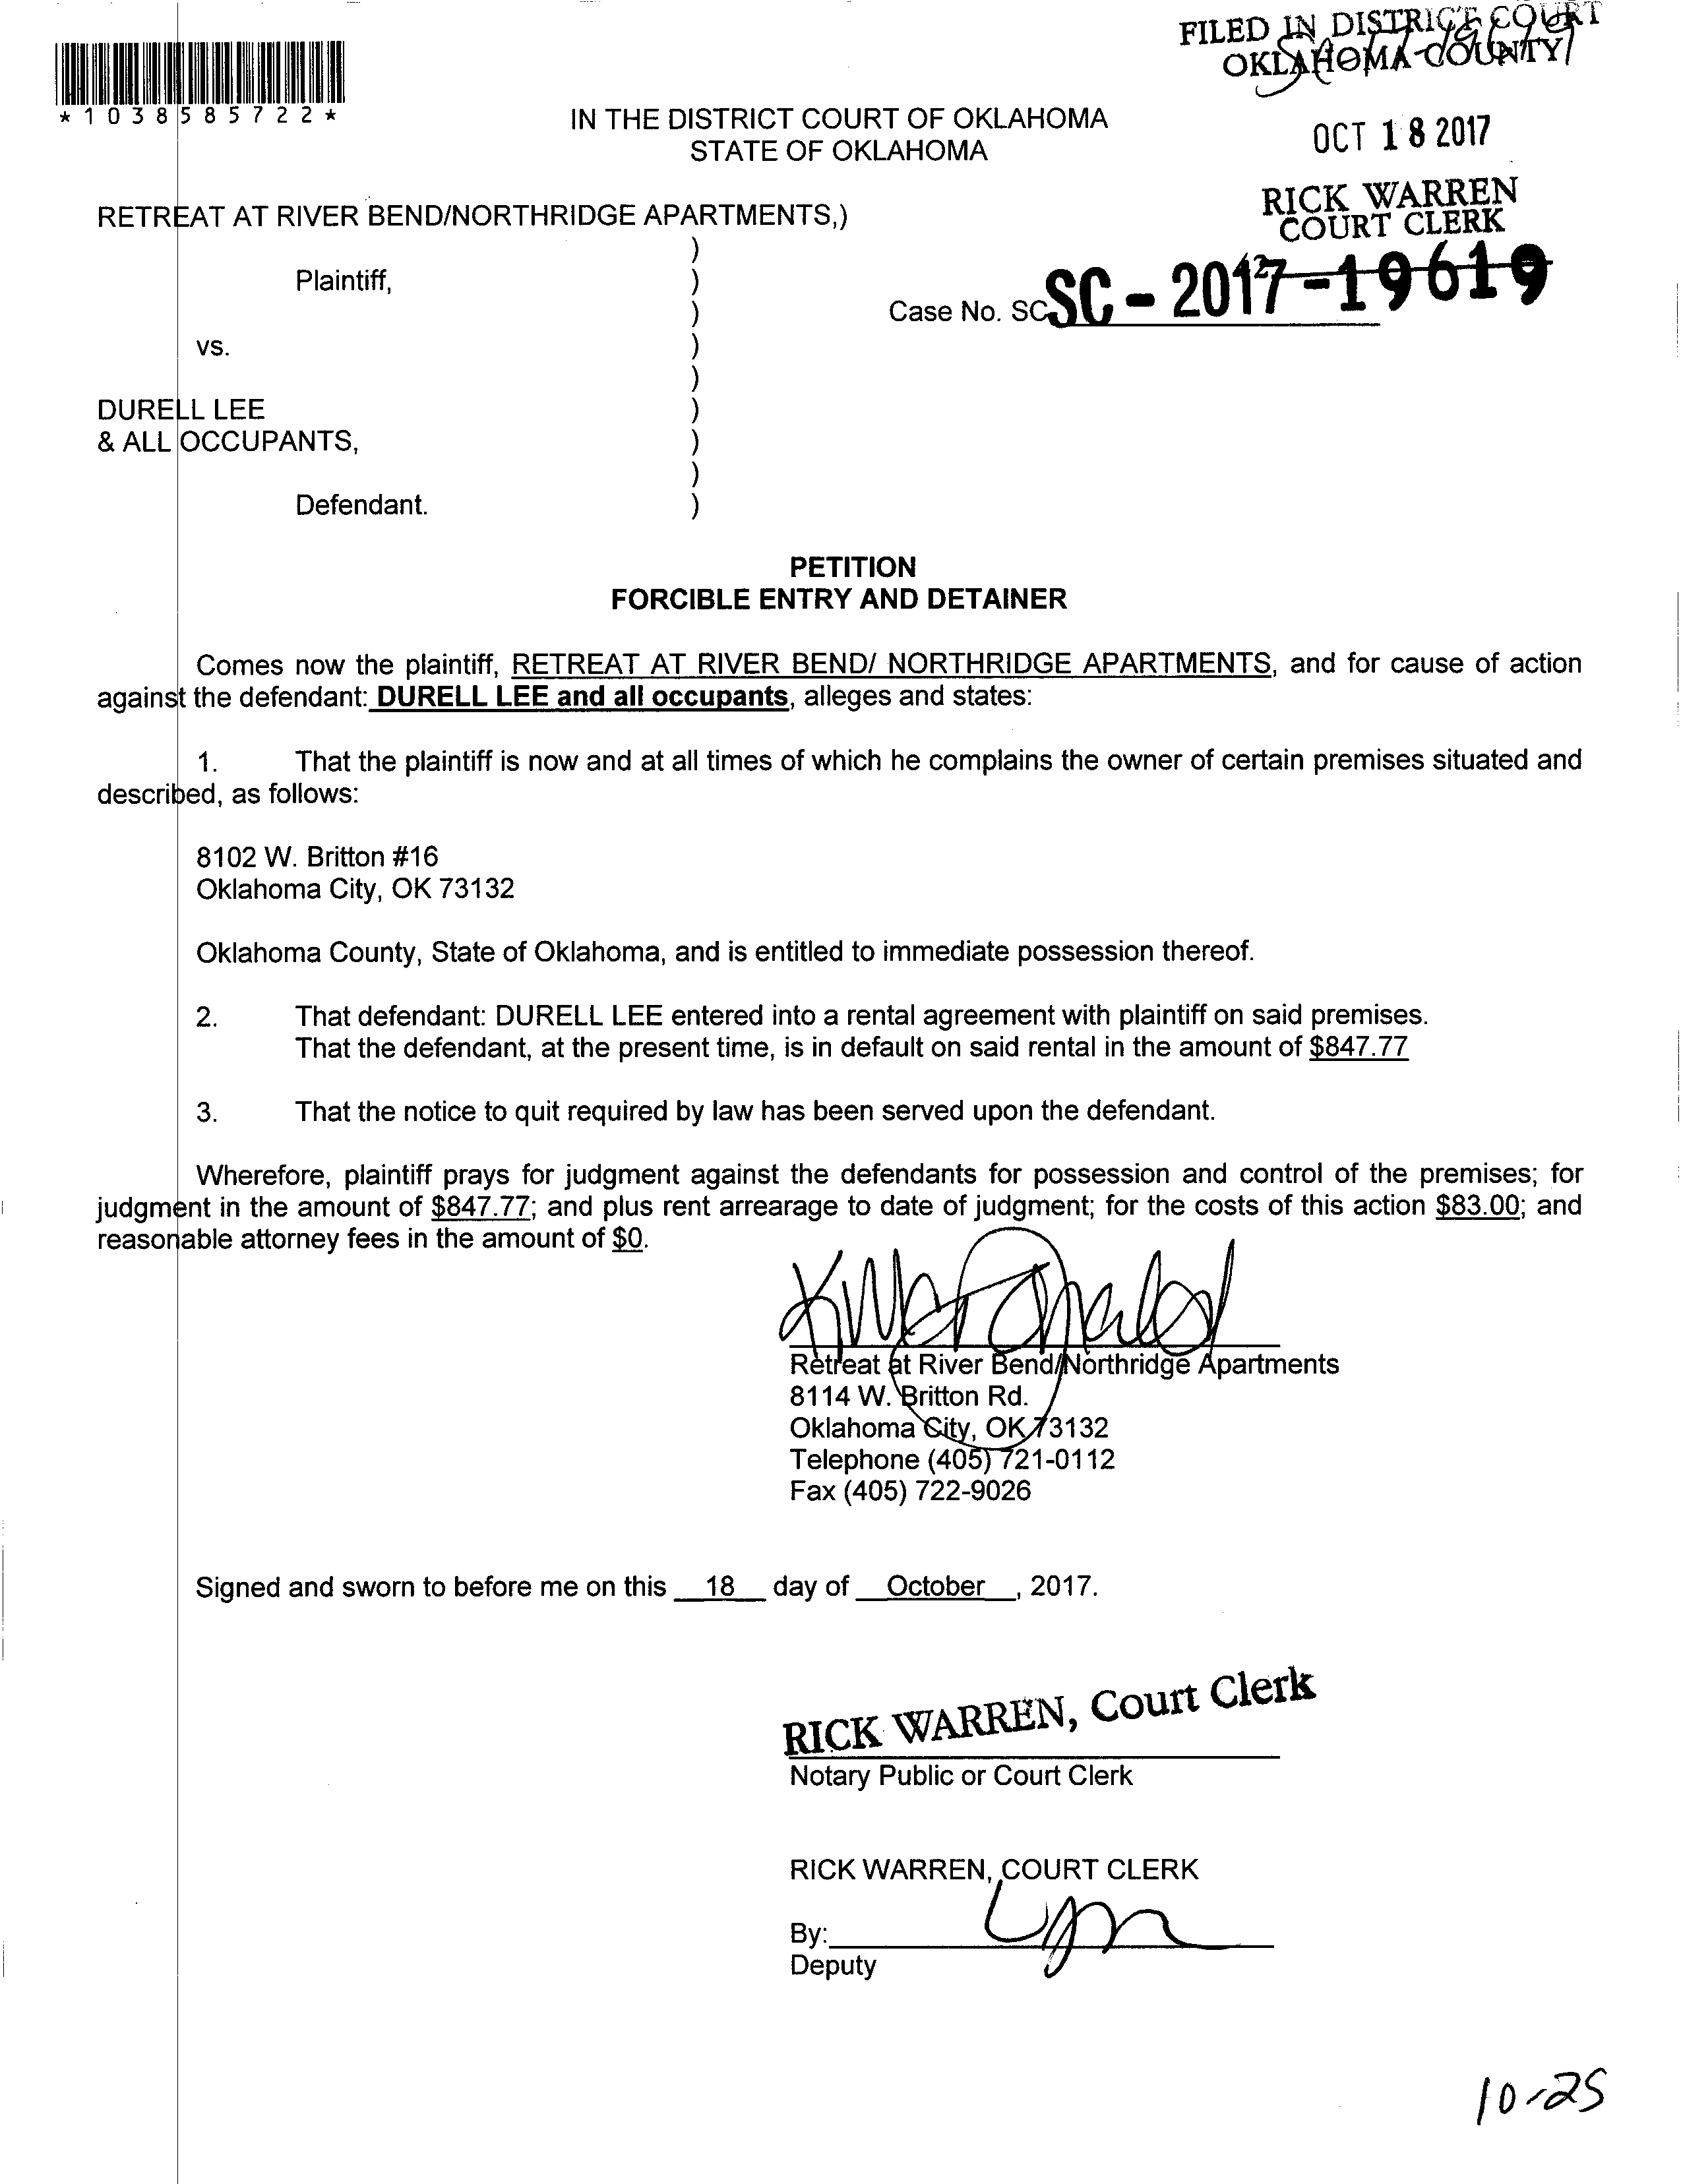 FILED IN DISTRICT COURT
OKLAHOMA COUNTY
*1038585722*
IN THE DISTRICT COURT OF OKLAHOMA
STATE OF OKLAHOMA
OCT 18 2017
RICK WARREN
COURT CLERK
RETREAT AT RIVER BEND/NORTHRIDGE APARTMENTS,)
)
Plaintiff, )
)
Case No. SC SC-2017-19619
vs. )
)
DURELL LEE )
& ALL OCCUPANTS, )
)
Defendant. )
PETITION
FORCIBLE ENTRY AND DETAINER
Comes now the plaintiff, RETREAT AT RIVER BEND/ NORTHRIDGE APARTMENTS, and for cause of action
against the defendant: DURELL LEE and all occupants, alleges and states:
1. That the plaintiff is now and at all times of which he complains the owner of certain premises situated and
described, as follows:
8102 W. Britton #16
Oklahoma City, OK 73132
Oklahoma County, State of Oklahoma, and is entitled to immediate possession thereof.
2. That defendant: DURELL LEE entered into a rental agreement with plaintiff on said premises.
That the defendant, at the present time, is in default on said rental in the amount of $847.77
3. That the notice to quit required by law has been served upon the defendant.
Wherefore, plaintiff prays for judgment against the defendants for possession and control of the premises; for
judgment in the amount of $847.77; and plus rent arrearage to date of judgment; for the costs of this action $83.00; and
reasonable attorney fees in the amount of $0.
Retreat at River Bend/Northridge Apartments
8114 W. Britton Rd.
Oklahoma City, OK 73132
Telephone (405) 721-0112
Fax (405) 722-9026
Signed and sworn to before me on this 18 day of October, 2017.
RICK WARREN, Court Clerk
Notary Public or Court Clerk
RICK WARREN, COURT CLERK
By:
Deputy
10-25